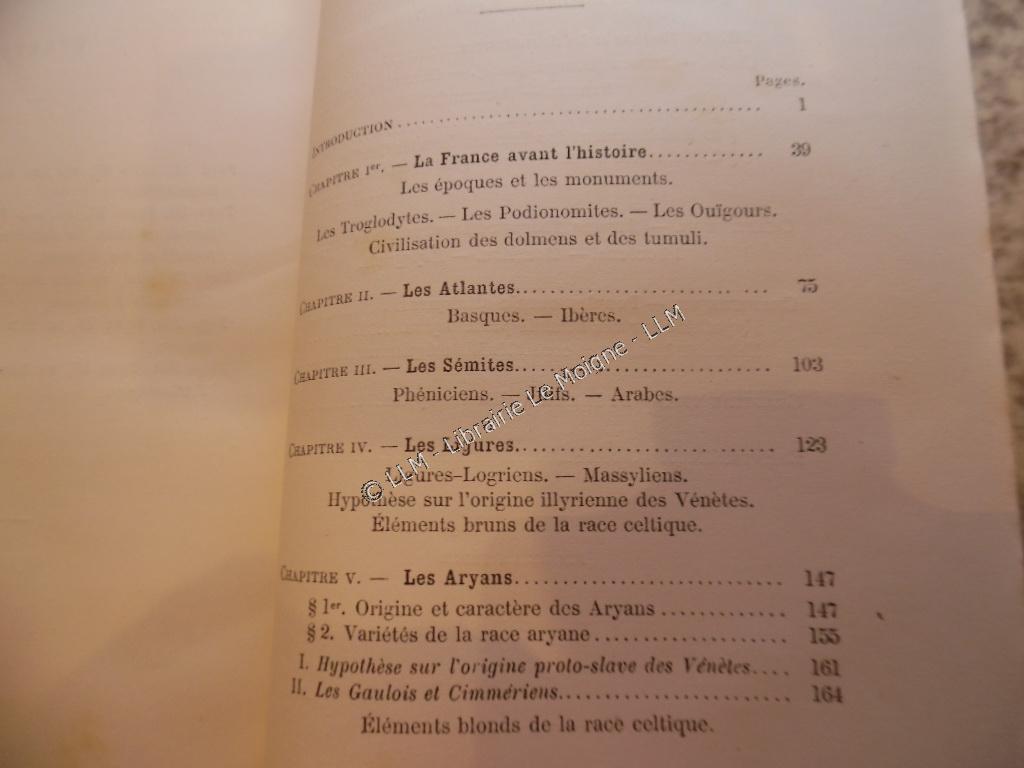 Pages.
INTRODUCTION ........ 1
CHAPITRE Ier. — La France avant l'histoire ........ 39
Les époques et les monuments.
Les Troglodytes. — Les Podionomites. — Les Ouïgours.
Civilisation des dolmens et des tumuli.
CHAPITRE II. — Les Atlantes ........ 75
Basques. — Ibères.
CHAPITRE III. — Les Sémites ........ 103
Phéniciens. — — Arabes.
CHAPITRE IV. — Les Ligures ........ 123
Ligures-Logriens. — Massyliens.
Hypothèse sur l'origine illyrienne des Vénètes.
Éléments bruns de la race celtique.
CHAPITRE V. — Les Aryans ........ 147
§ 1er. Origine et caractère des Aryans ........ 147
§ 2. Variétés de la race aryane ........ 155
I. Hypothèse sur l'origine proto-slave des Vénètes .... 161
II. Les Gaulois et Cimmériens ........ 164
Éléments blonds de la race celtique.
© LLM - Librairie Le Moigne - LLM